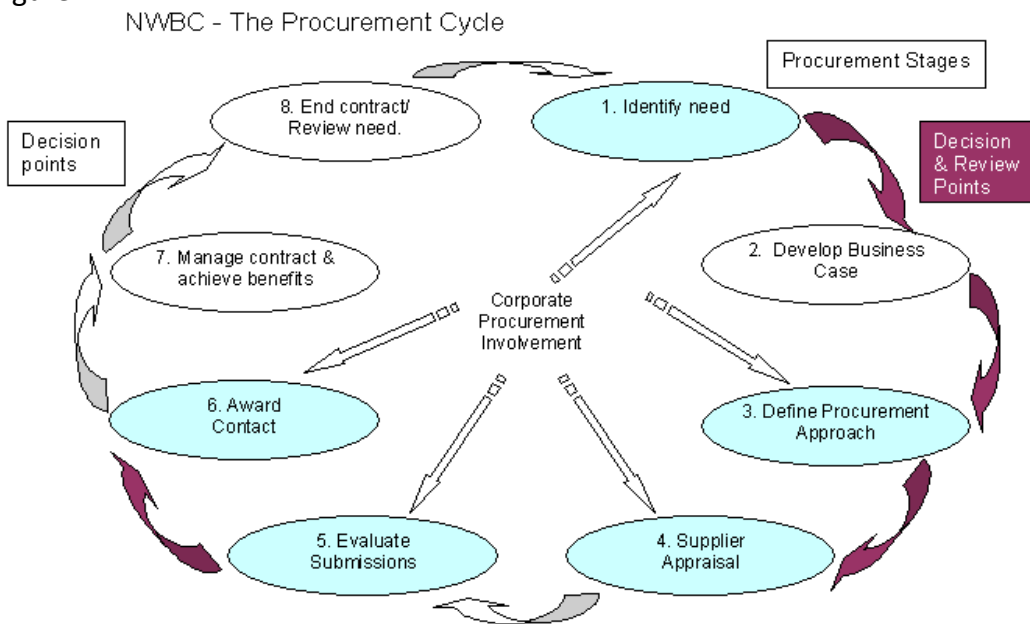 NWBC - The Procurement Cycle
Procurement Stages
8. End contract/
Review need.
1. Identify need
Decision
points
Decision
& Review
Points
7. Manage contract &
achieve benefits
2. Develop Business
Case
Corporate
Procurement
Involvement
6. Award
Contact
3. Define Procurement
Approach
5. Evaluate
Submissions
4. Supplier
Appraisal